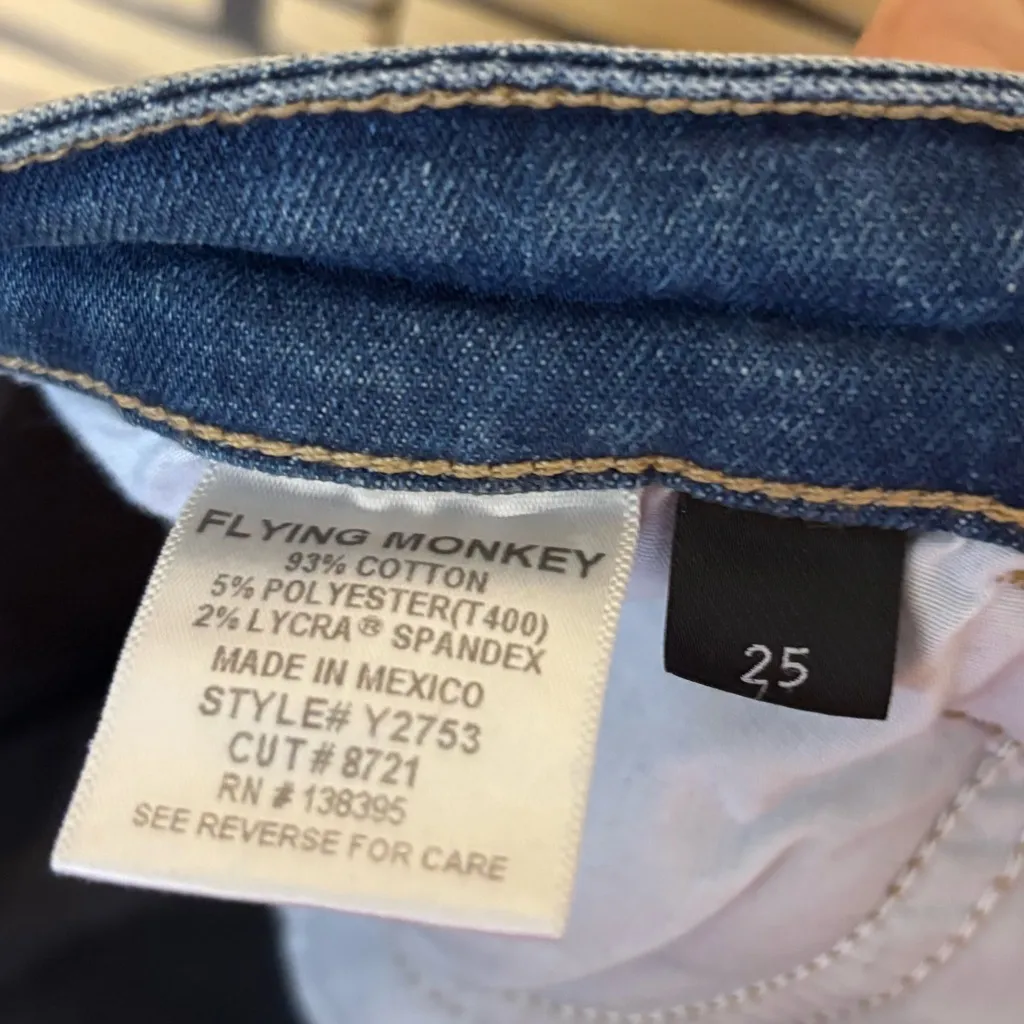 FLYING MONKEY
93% COTTON
5% POLYESTER(T400)
2% LYCRA® SPANDEX
MADE IN MEXICO
STYLE# Y2753
CUT# 8721
RN # 138395
SEE REVERSE FOR CARE
25